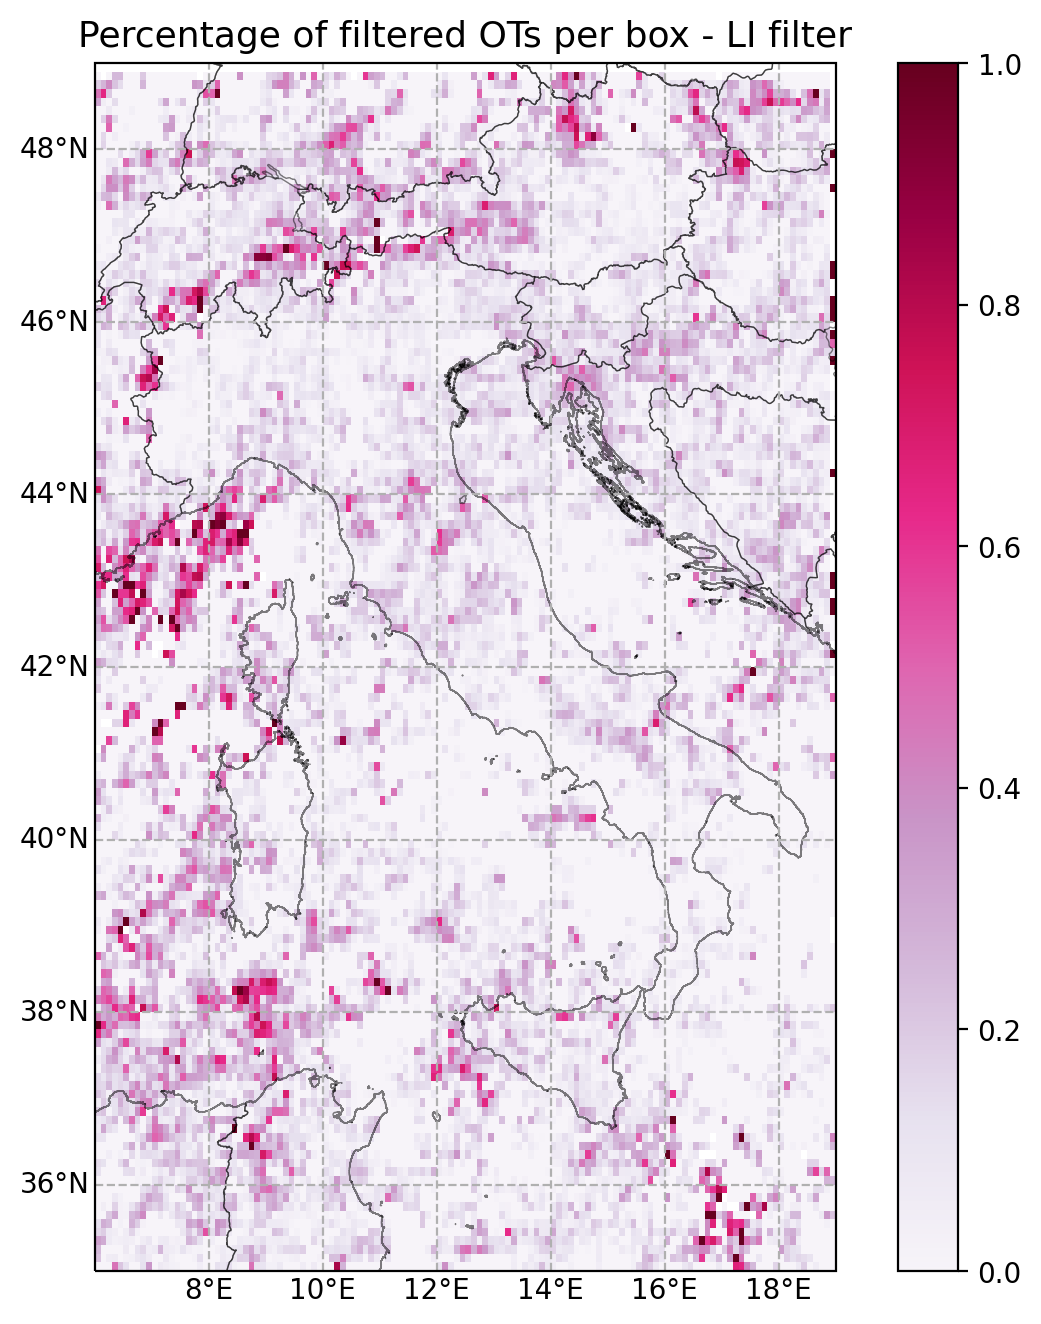 Percentage of filtered OTs per box - LI filter
1.0
48°N
0.8
46°N
44°N
0.6
42°N
0.4
40°N
38°N
0.2
36°N
0.0
8°E 10°E 12°E 14°E 16°E 18°E